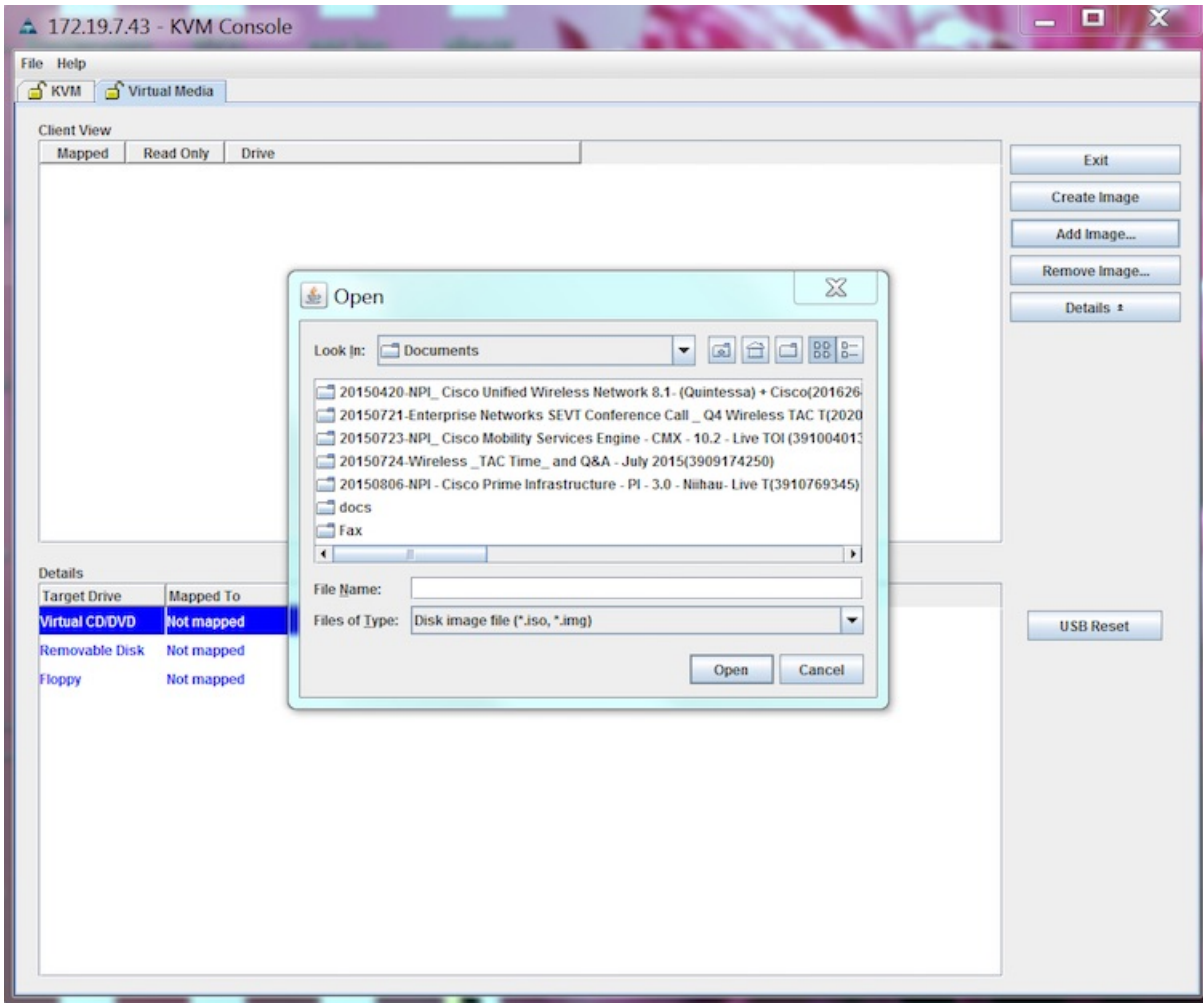 172.19.7.43 - KVM Console
File Help
KVM Virtual Media
Client View
Mapped Read Only Drive
Exit
Create Image
Add Image...
Remove Image...
Details
Open
Look In: Documents
20150420-NPI_ Cisco Unified Wireless Network 8.1- (Quintessa) + Cisco(201626
20150721-Enterprise Networks SEVT Conference Call _ Q4 Wireless TAC T(2020
20150723-NPI_ Cisco Mobility Services Engine - CMX - 10.2 - Live TOI (391004013
20150724-Wireless _TAC Time_ and Q&A - July 2015(3909174250)
20150806-NPI - Cisco Prime Infrastructure - PI - 3.0 - Niihau- Live T(3910769345)
docs
Fax
File Name:
Files of Type: Disk image file (*.iso, *.img)
Open Cancel
Details
Target Drive Mapped To
Virtual CD/DVD Not mapped
Removable Disk Not mapped
Floppy Not mapped
USB Reset